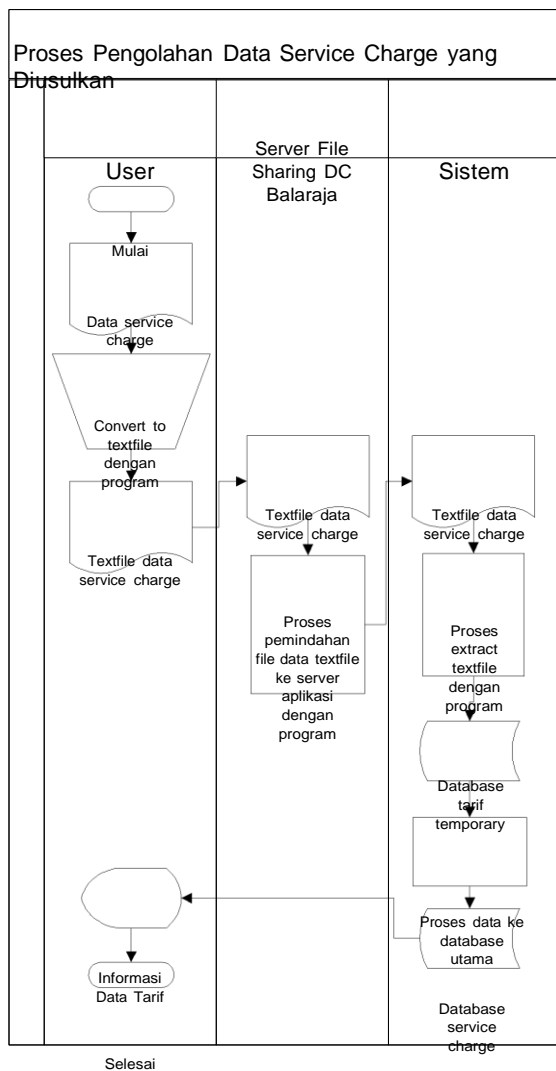 Proses Pengolahan Data Service Charge yang
Diusulkan
User
Server File
Sharing DC
Balaraja
Sistem
Mulai
Data service
charge
Convert to
textfile
dengan
program
Textfile data
service charge
Textfile data
service charge
Proses
pemindahan
file data textfile
ke server
aplikasi
dengan
program
Textfile data
service charge
Proses
extract
textfile
dengan
program
Database
tarif
temporary
Proses data ke
database
utama
Database
service
charge
Informasi
Data Tarif
Selesai